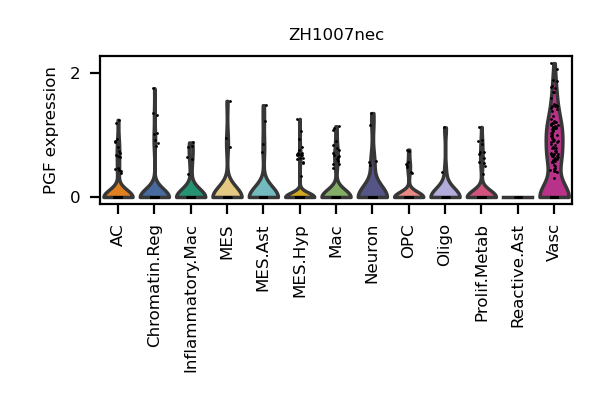 ZH1007nec
PGF expression
2
0
AC
Chromatin.Reg
Inflammatory.Mac
MES
MES.Ast
MES.Hyp
Mac
Neuron
OPC
Oligo
Prolif.Metab
Reactive.Ast
Vasc